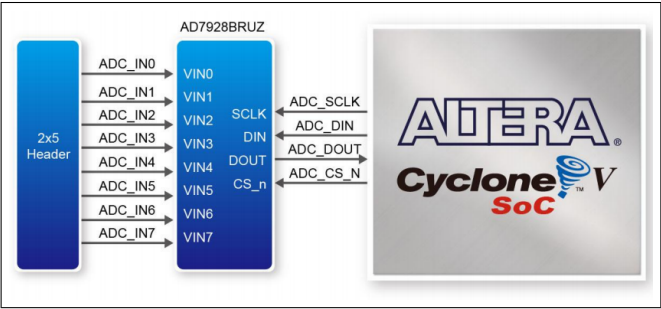 AD7928BRUZ
2x5
Header
ADC_IN0
ADC_IN1
ADC_IN2
ADC_IN3
ADC_IN4
ADC_IN5
ADC_IN6
ADC_IN7
VIN0
VIN1
VIN2
VIN3
VIN4
VIN5
VIN6
VIN7
SCLK
DIN
DOUT
CS_n
ADC_SCLK
ADC_DIN
ADC_DOUT
ADC_CS_N
ALTERA®
Cyclone™ V
SoC